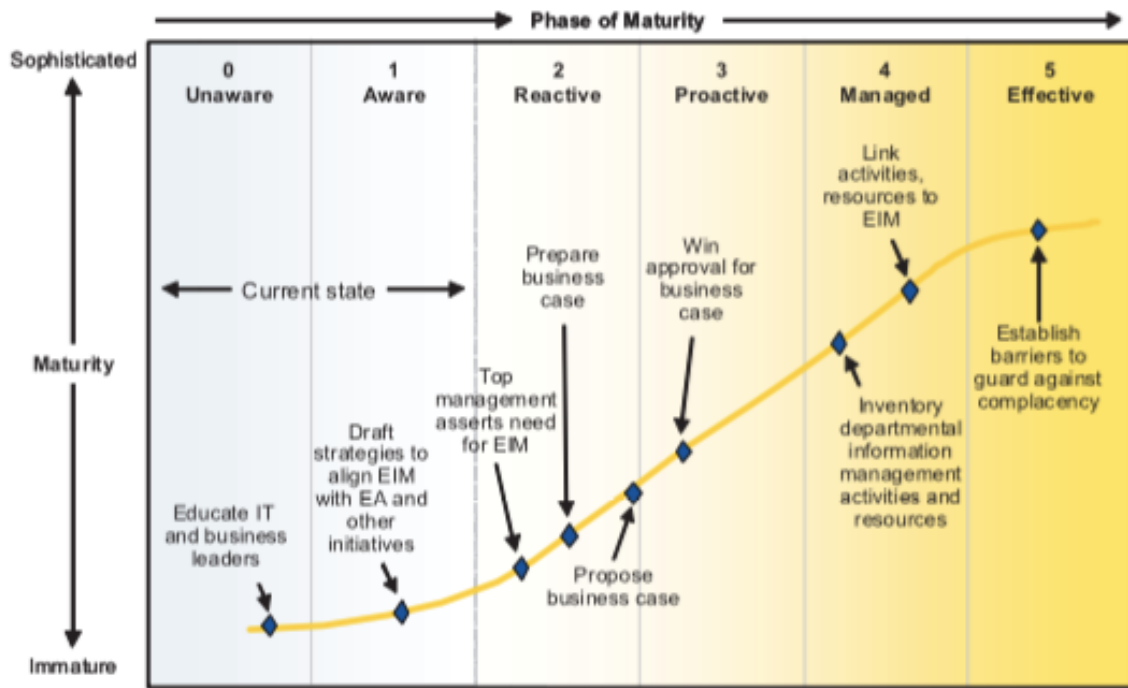 Phase of Maturity
Sophisticated
Maturity
Immature
0
Unaware
1
Aware
2
Reactive
3
Proactive
4
Managed
5
Effective
Current state
Educate IT
and business
leaders
Draft
strategies to
align EIM
with EA and
other
initiatives
Top
management
asserts need
for EIM
Prepare
business
case
Propose
business case
Win
approval for
business
case
Link
activities,
resources to
EIM
Inventory
departmental
information
management
activities and
resources
Establish
barriers to
guard against
complacency